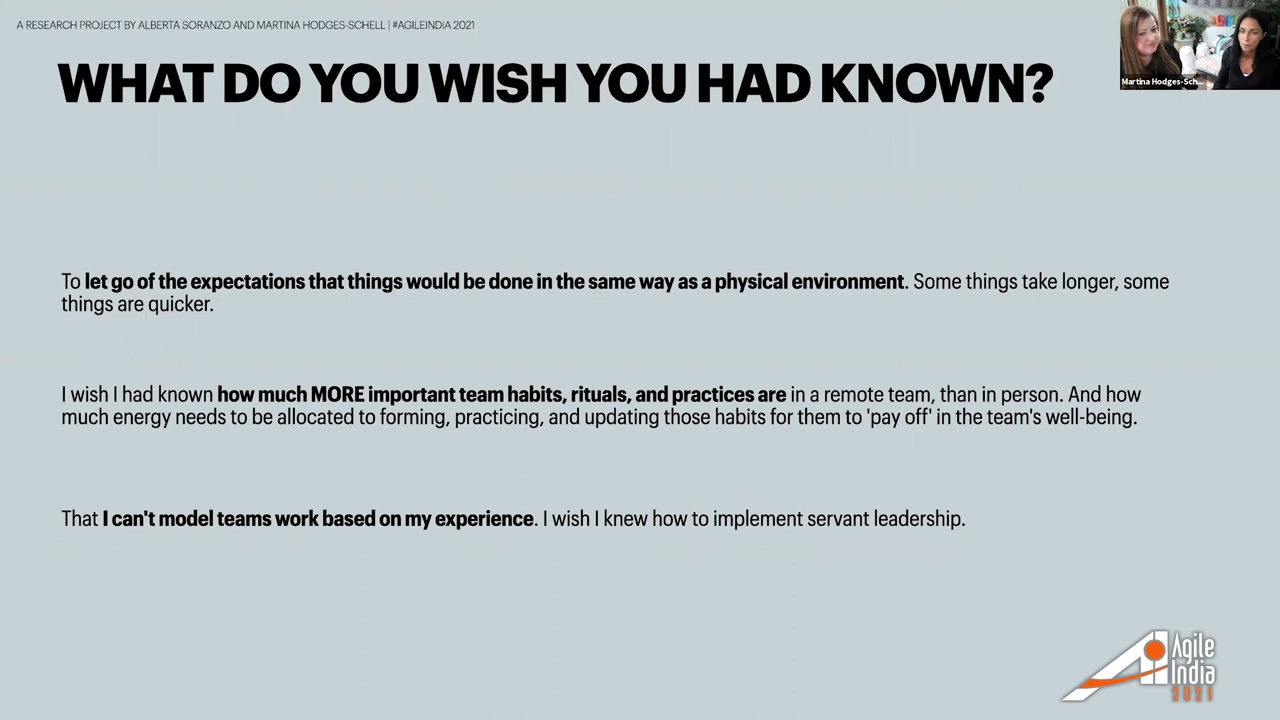 A RESEARCH PROJECT BY ALBERTA SORANZO AND MARTINA HODGES-SCHELL | #AGILEINDIA 2021
WHAT DO YOU WISH YOU HAD KNOWN?
Martina Hodges-Sch...
To let go of the expectations that things would be done in the same way as a physical environment. Some things take longer, some
things are quicker.
I wish I had known how much MORE important team habits, rituals, and practices are in a remote team, than in person. And how
much energy needs to be allocated to forming, practicing, and updating those habits for them to 'pay off' in the team's well-being.
That I can't model teams work based on my experience. I wish I knew how to implement servant leadership.
Agile
India
2021